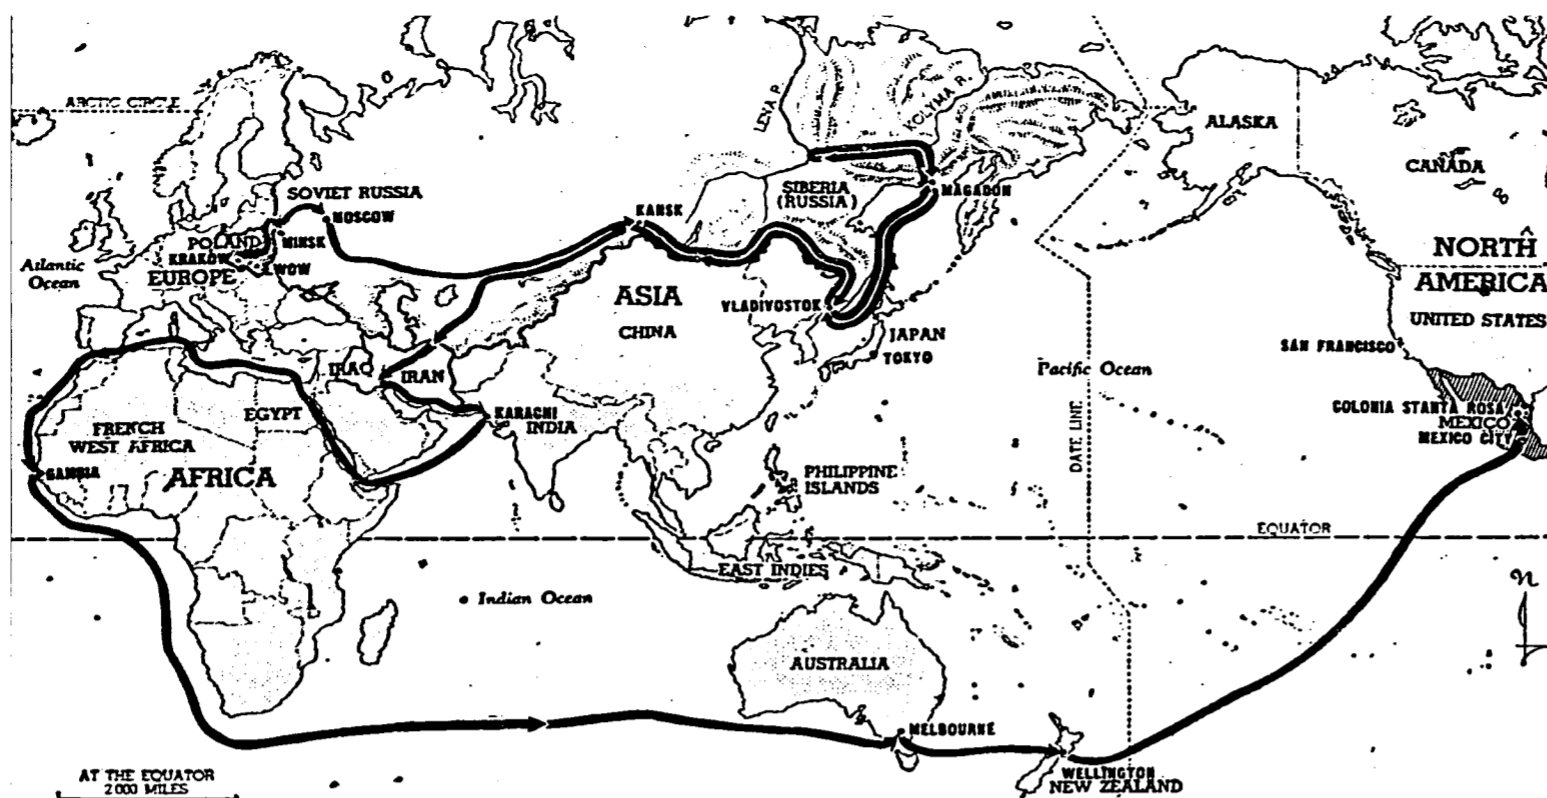 ARCTIC CIRCLE
LENA R.
KOLYMA R.
ALASKA
CANADA
SOVIET RUSSIA
MOSCOW
KANSK
SIBERIA
(RUSSIA)
MAGADON
POLAND
MINSK
KRAKOW
LWOW
EUROPE
Atlantic
Ocean
NORTH
AMERICA
UNITED STATES
ASIA
CHINA
VLADIVOSTOK
JAPAN
TOKYO
SAN FRANCISCO
IRAQ
IRAN
Pacific Ocean
EGYPT
KARACHI
INDIA
FRENCH
WEST AFRICA
COLONIA STANTA ROSA
MEXICO
MEXICO CITY
DATE LINE
GAMBIA
AFRICA
PHILIPPINE
ISLANDS
EQUATOR
EAST INDIES
Indian Ocean
N
AUSTRALIA
MELBOURNE
WELLINGTON
NEW ZEALAND
AT THE EQUATOR
2000 MILES